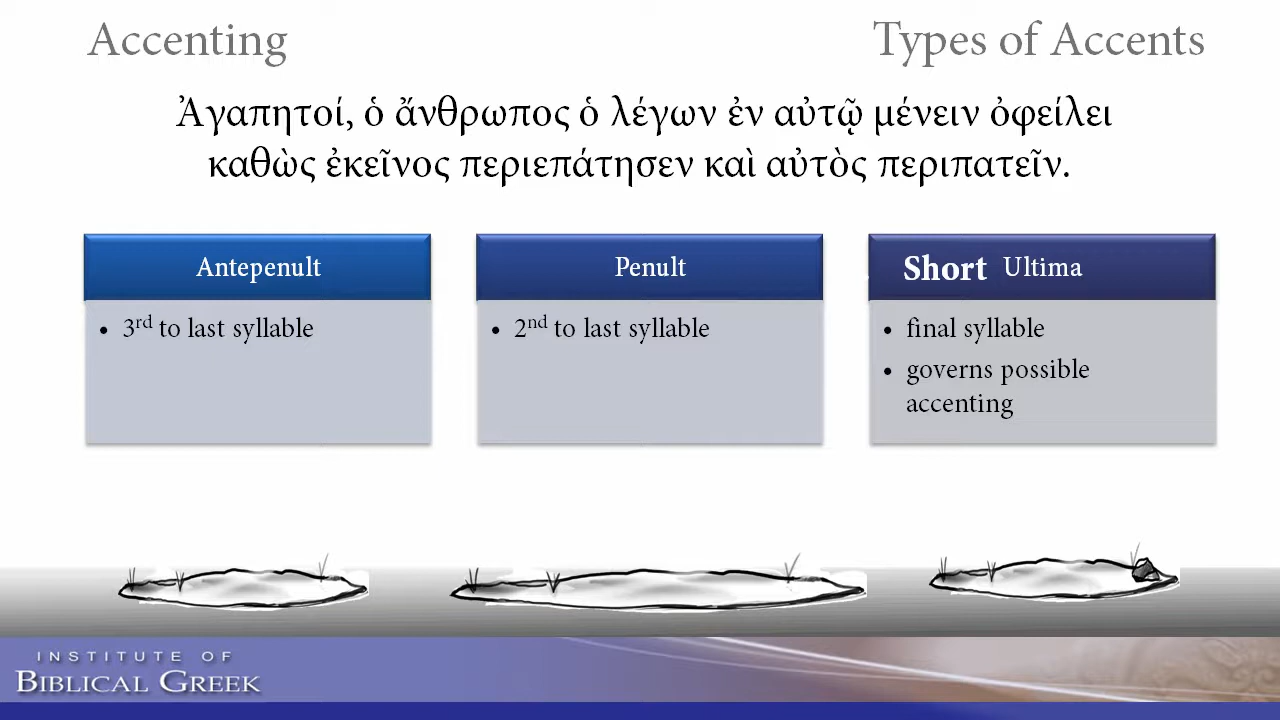 Accenting
Types of Accents
Ἀγαπητοί, ὁ ἄνθρωπος ὁ λέγων ἐν αὐτῷ μένειν ὀφείλει
καθὼς ἐκεῖνος περιεπάτησεν καὶ αὐτὸς περιπατεῖν.
Antepenult
• 3rd to last syllable
Penult
• 2nd to last syllable
Short Ultima
• final syllable
• governs possible
accenting
INSTITUTE OF
BIBLICAL GREEK